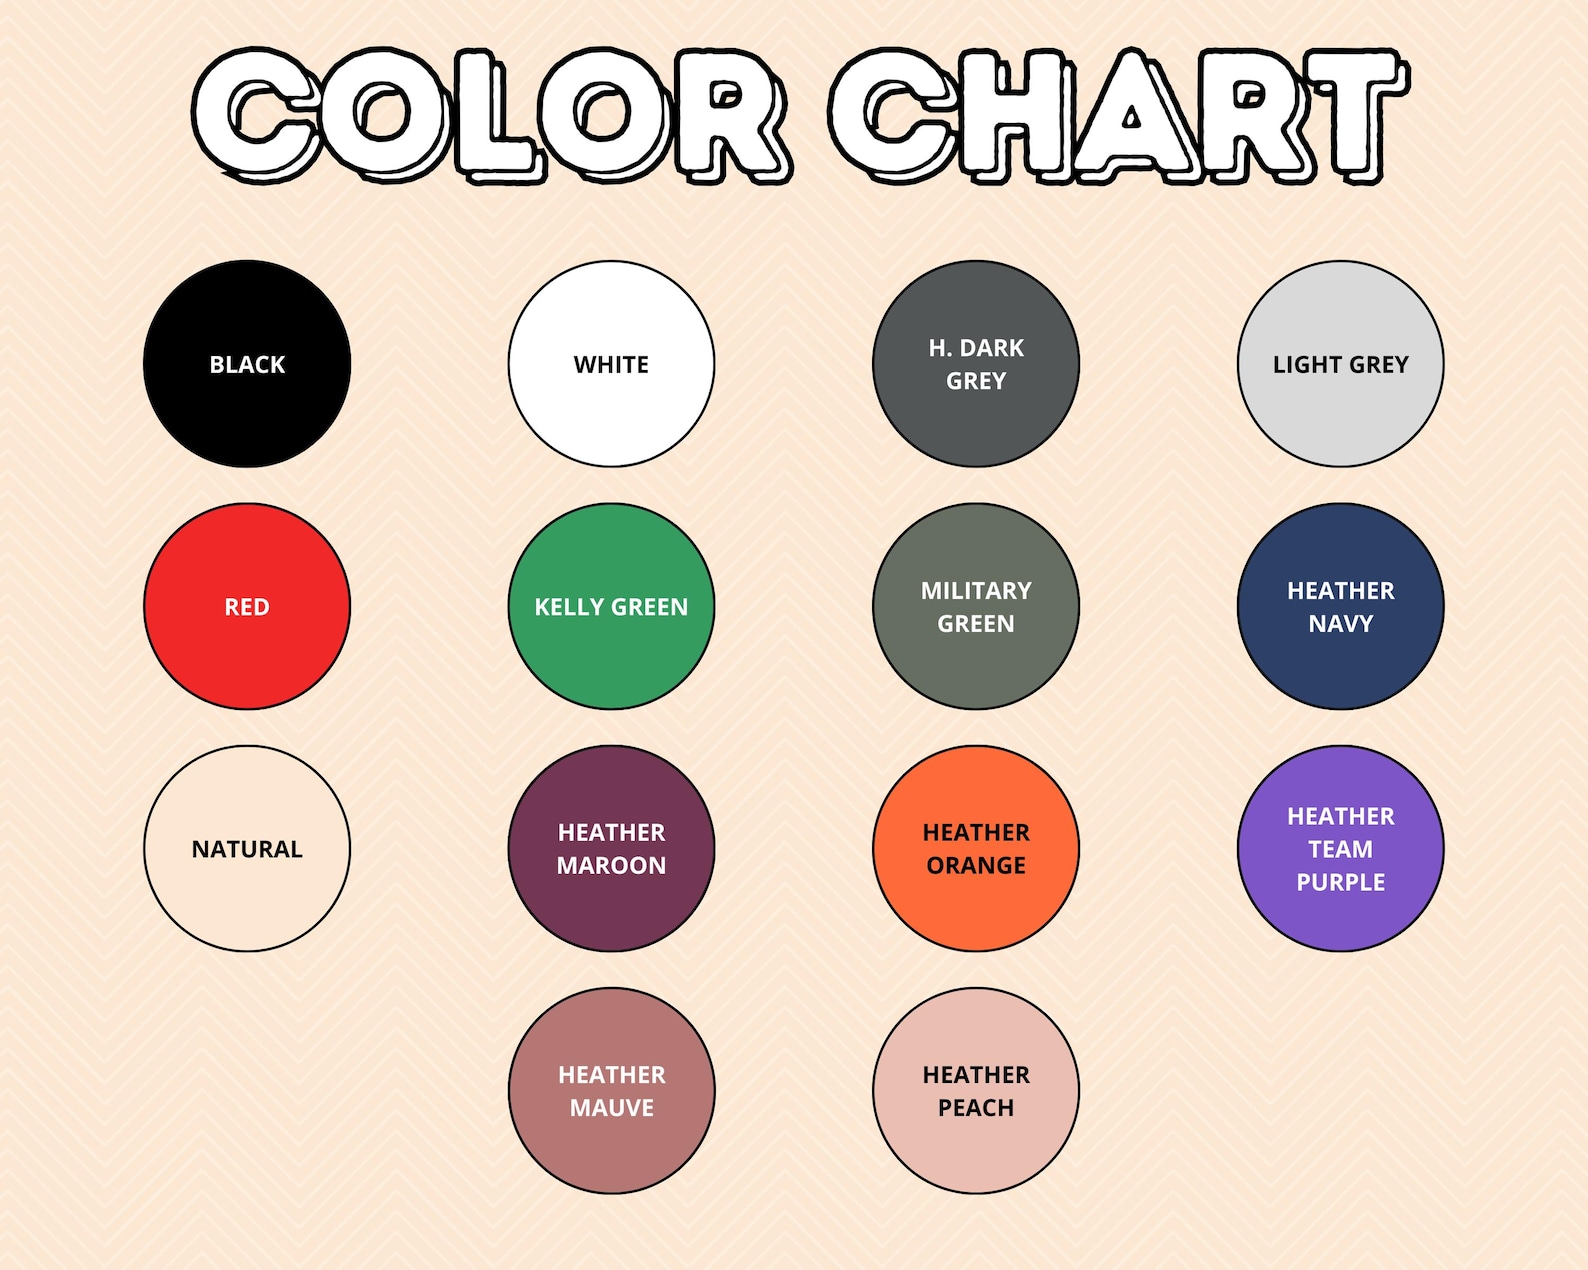 COLOR CHART
BLACK
WHITE
H. DARK
GREY
LIGHT GREY
RED
KELLY GREEN
MILITARY
GREEN
HEATHER
NAVY
NATURAL
HEATHER
MAROON
HEATHER
ORANGE
HEATHER
TEAM
PURPLE
HEATHER
MAUVE
HEATHER
PEACH